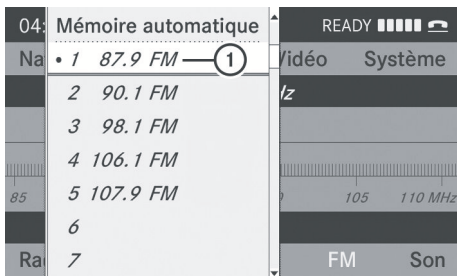 04:
Mémoire automatique
READY
Na
• 1 87.9 FM
1
Vidéo Système
2 90.1 FM
Hz
3 98.1 FM
4 106.1 FM
5 107.9 FM
85
105 110 MHz
6
7
Ra
FM Son